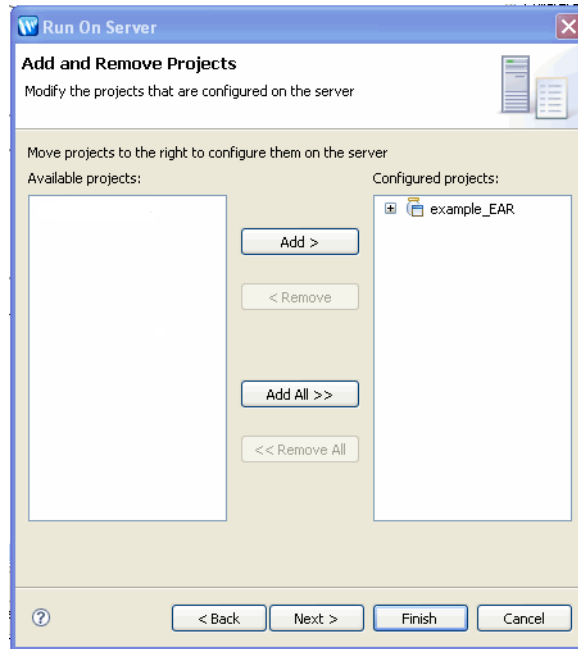 Run On Server
Add and Remove Projects
Modify the projects that are configured on the server
Move projects to the right to configure them on the server
Available projects:
Configured projects:
example_EAR
Add >
< Remove
Add All >>
<< Remove All
< Back
Next >
Finish
Cancel